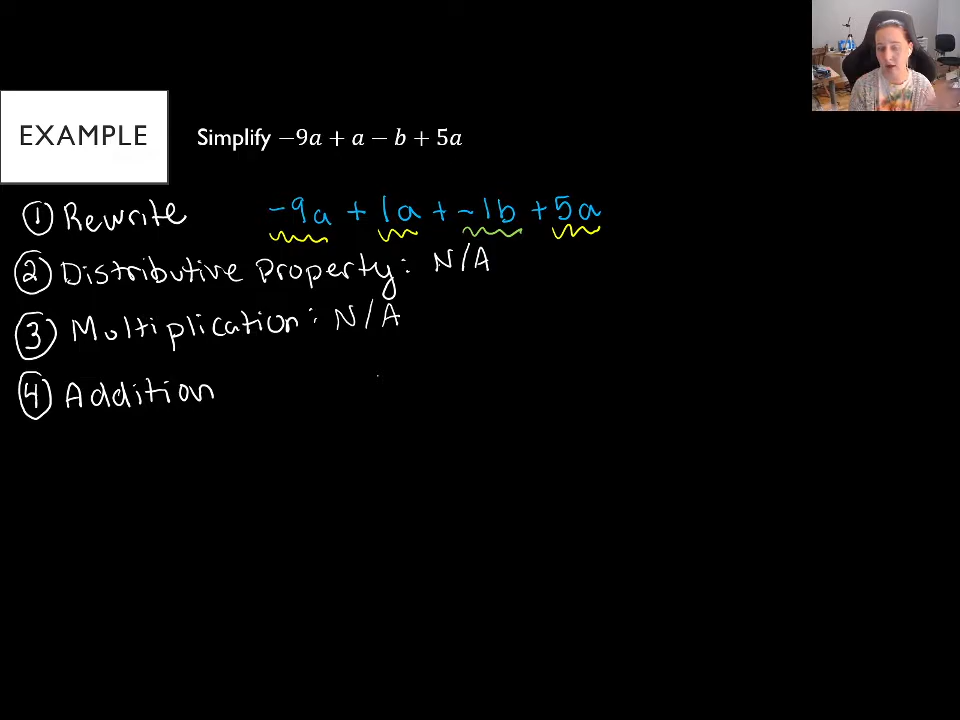 EXAMPLE
Simplify −9a + a − b + 5a
① Rewrite -9a + 1a + -1b + 5a
② Distributive Property: N/A
③ Multiplication: N/A
④ Addition